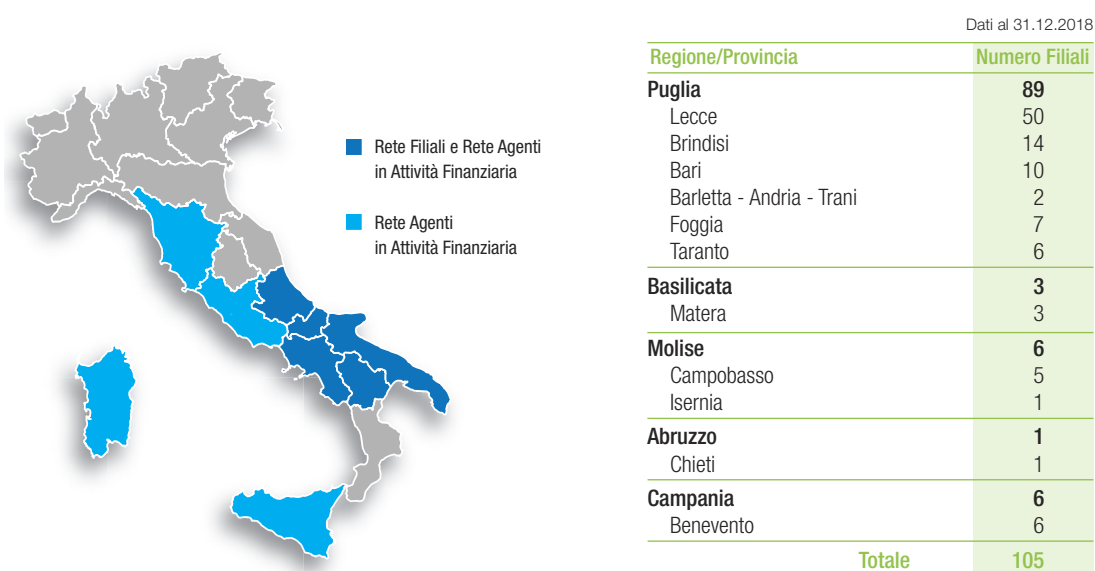 Dati al 31.12.2018
Rete Filiali e Rete Agenti
in Attività Finanziaria
Rete Agenti
in Attività Finanziaria
Regione/Provincia Numero Filiali
Puglia 89
Lecce 50
Brindisi 14
Bari 10
Barletta - Andria - Trani 2
Foggia 7
Taranto 6
Basilicata 3
Matera 3
Molise 6
Campobasso 5
Isernia 1
Abruzzo 1
Chieti 1
Campania 6
Benevento 6
Totale 105